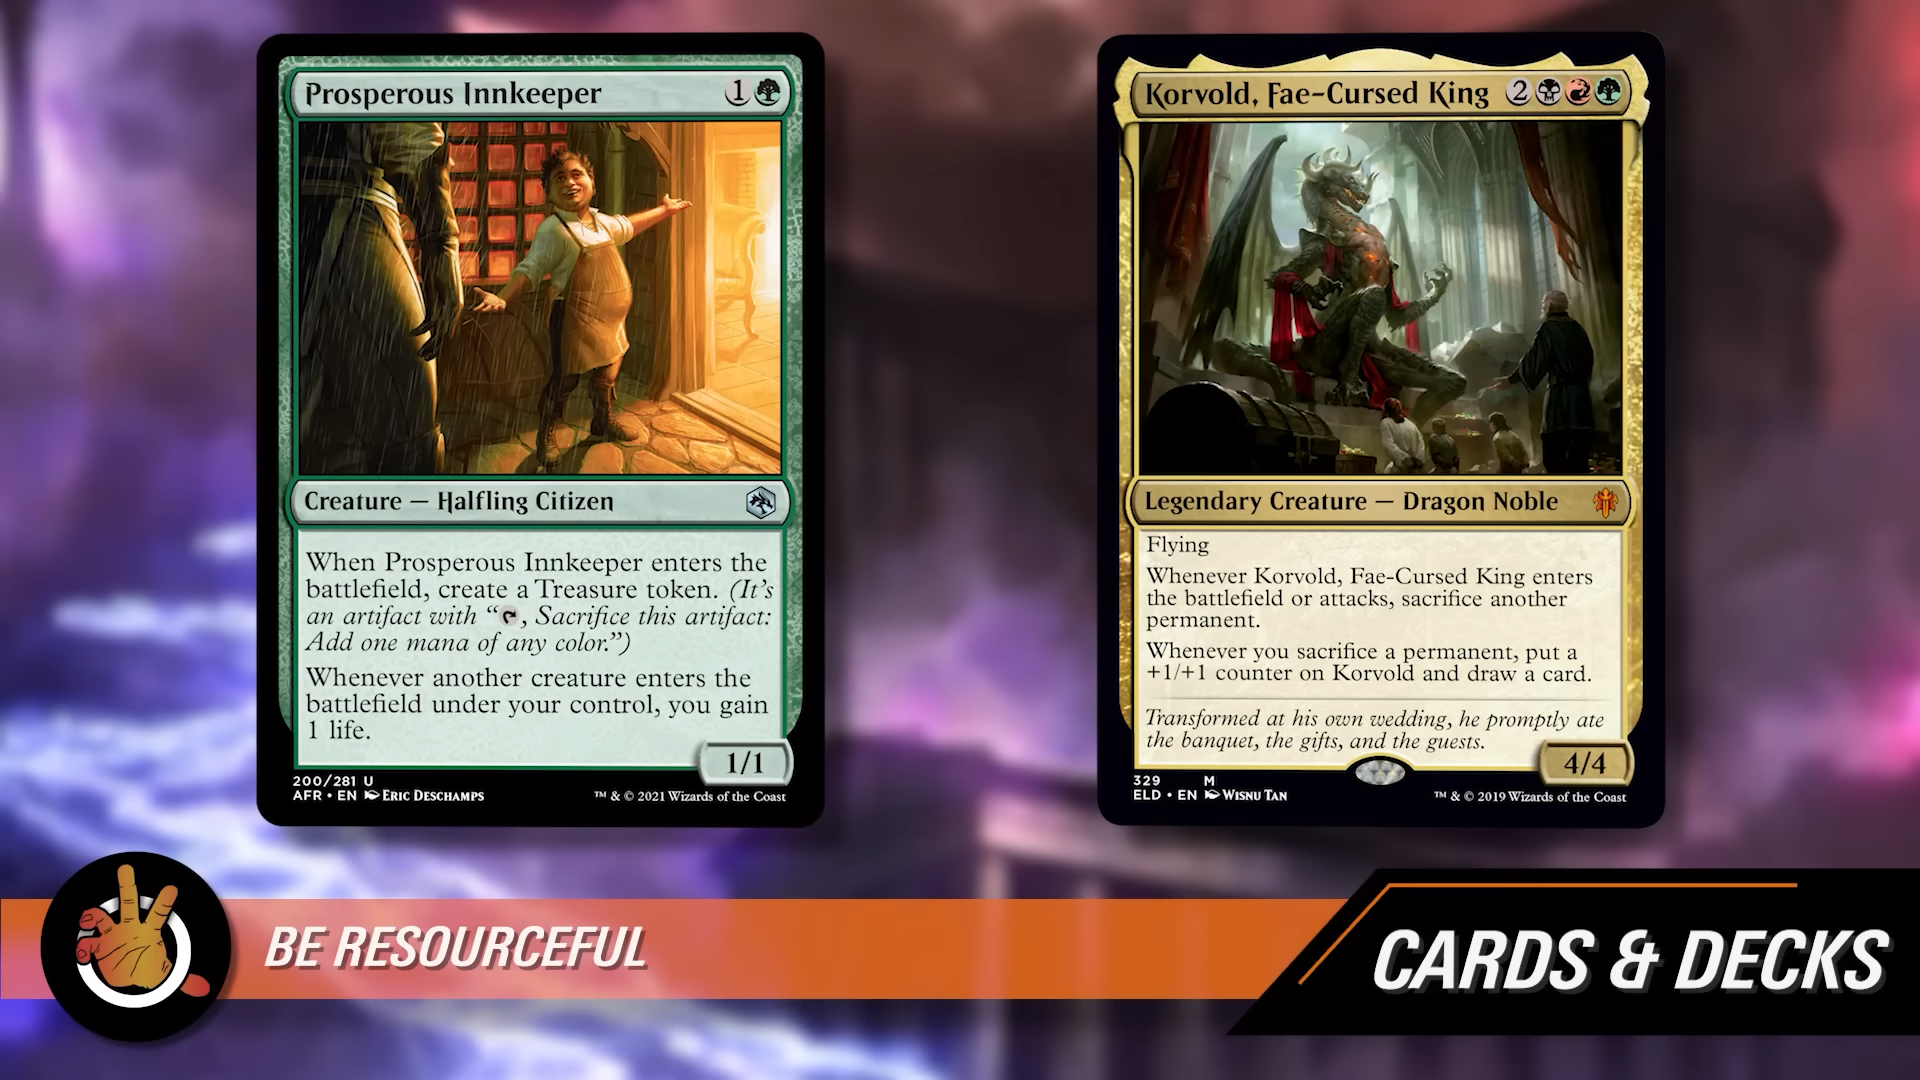 Prosperous Innkeeper 1
Creature — Halfling Citizen
When Prosperous Innkeeper enters the
battlefield, create a Treasure token. (It's
an artifact with “, Sacrifice this artifact:
Add one mana of any color.”)
Whenever another creature enters the
battlefield under your control, you gain
1 life.
1/1
200/281 U
AFR • EN Eric Deschamps
™ & © 2021 Wizards of the Coast
Korvold, Fae-Cursed King 2
Legendary Creature — Dragon Noble
Flying
Whenever Korvold, Fae-Cursed King enters
the battlefield or attacks, sacrifice another
permanent.
Whenever you sacrifice a permanent, put a
+1/+1 counter on Korvold and draw a card.
Transformed at his own wedding, he promptly ate
the banquet, the gifts, and the guests.
4/4
329 M
ELD • EN Wisnu Tan
™ & © 2019 Wizards of the Coast
BE RESOURCEFUL
CARDS & DECKS